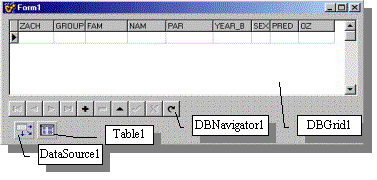 Form1
ZACH GROUP FAM NAM PAR YEAR_B SEX PRED OZ
DBNavigator1 DBGrid1
Table1
DataSource1